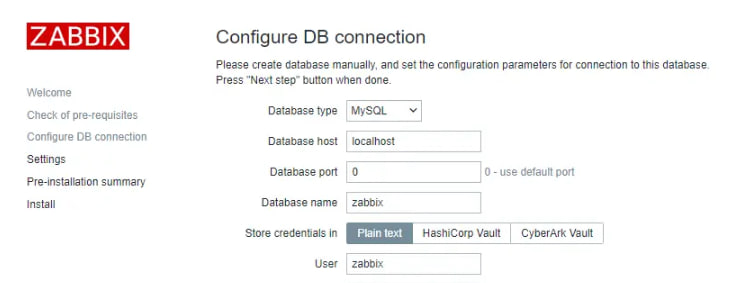 ZABBIX
Configure DB connection
Please create database manually, and set the configuration parameters for connection to this database.
Press "Next step" button when done.
Welcome
Check of pre-requisites
Configure DB connection
Settings
Pre-installation summary
Install
Database type MySQL
Database host localhost
Database port 0 0 - use default port
Database name zabbix
Store credentials in Plain text HashiCorp Vault CyberArk Vault
User zabbix